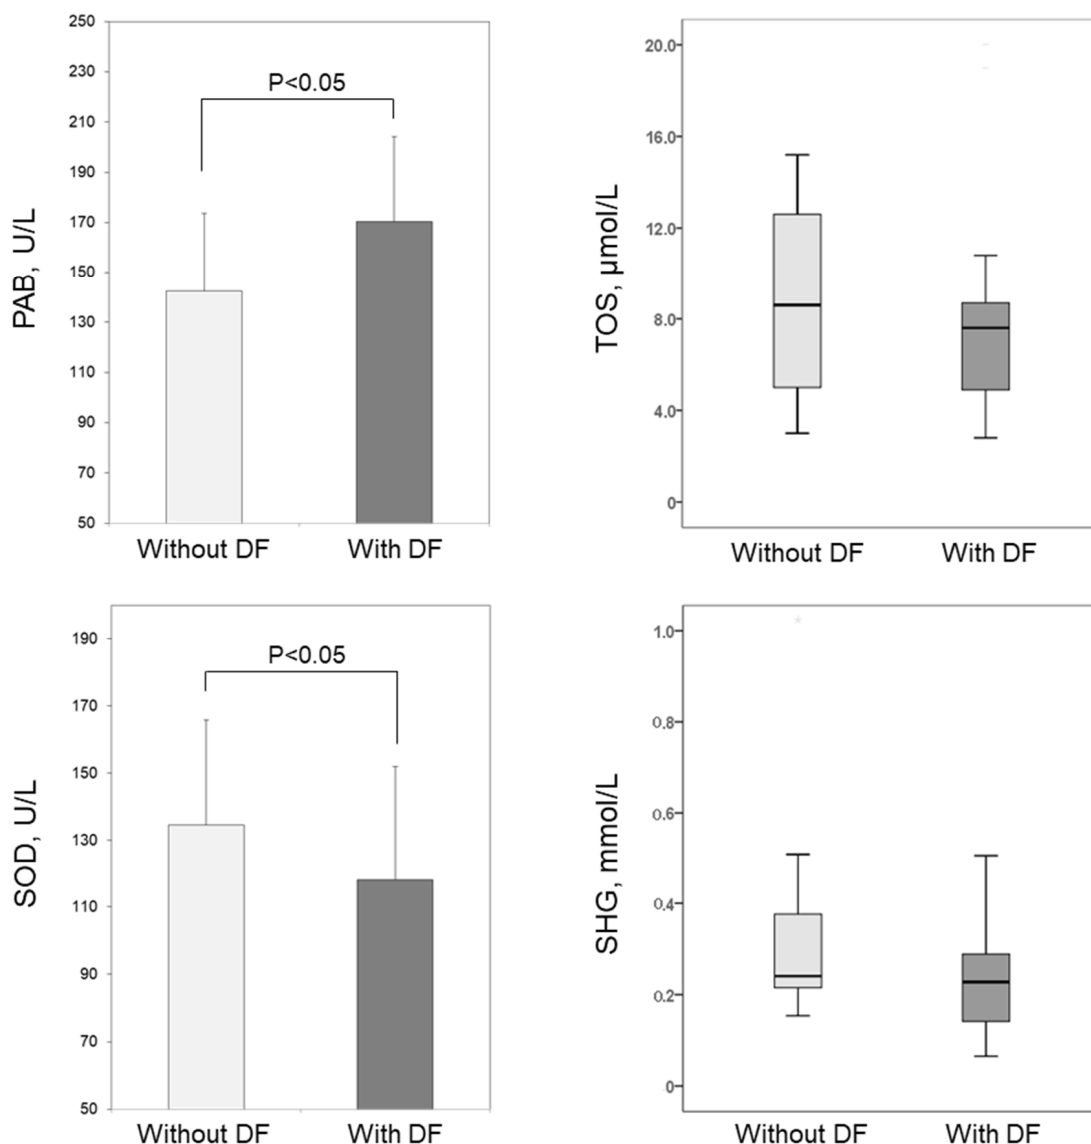 PAB, U/L
250
230
210
190
170
150
130
110
90
70
50
P<0.05
Without DF
With DF
TOS, µmol/L
20.0
16.0
12.0
8.0
4.0
0
Without DF
With DF
SOD, U/L
190
170
150
130
110
90
70
50
P<0.05
Without DF
With DF
SHG, mmol/L
1.0
0.8
0.6
0.4
0.2
0
Without DF
With DF